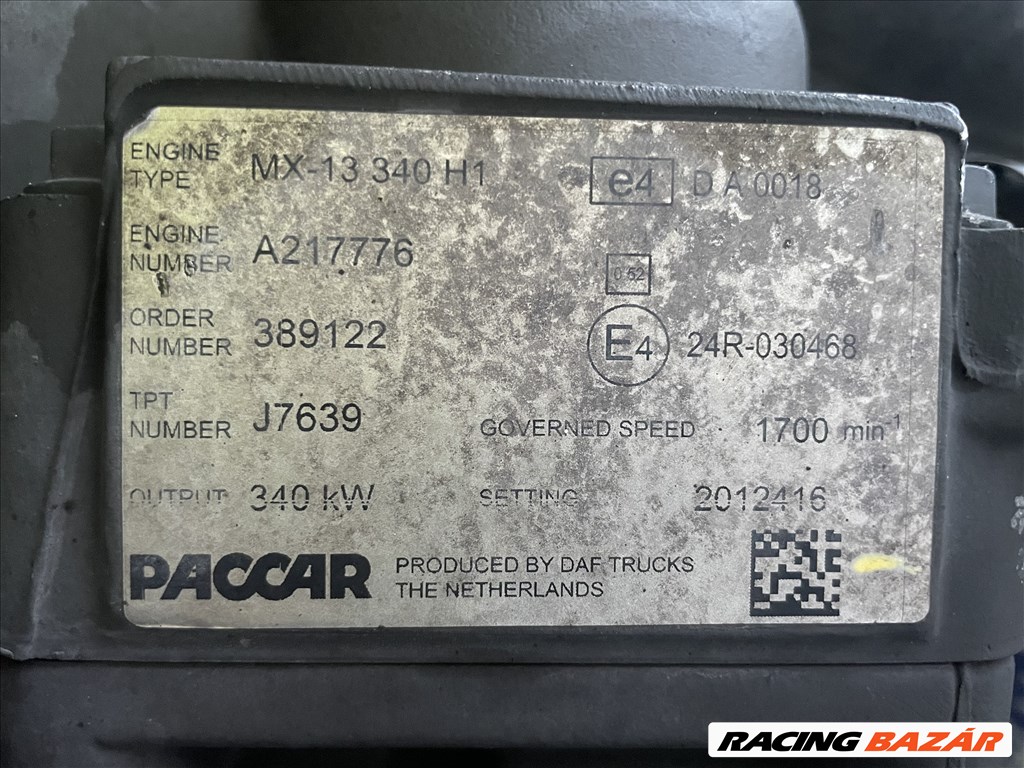 ENGINE
TYPE MX-13 340 H1 e4 D A 0018
ENGINE
NUMBER A217776
0.52
ORDER
NUMBER 389122 E4 24R-030468
TPT
NUMBER J7639 GOVERNED SPEED 1700 min-1
OUTPUT 340 kW SETTING 2012416
PACCAR PRODUCED BY DAF TRUCKS
THE NETHERLANDS
RACING BAZÁR